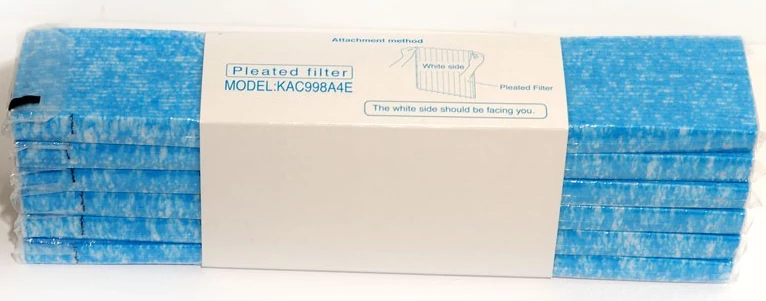 Attachment method
White side
Pleated filter
MODEL:KAC998A4E
Pleated Filter
The white side should be facing you.